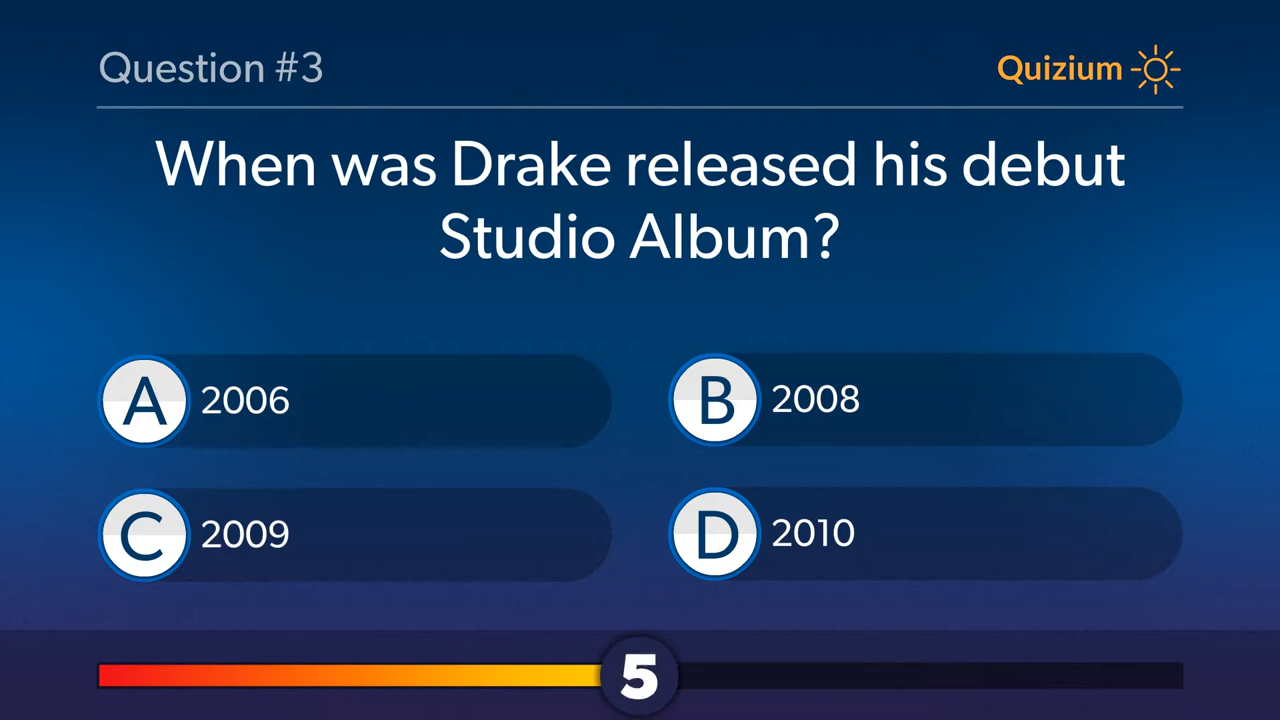 Question #3
Quizium
When was Drake released his debut
Studio Album?
A 2006
B 2008
C 2009
D 2010
5